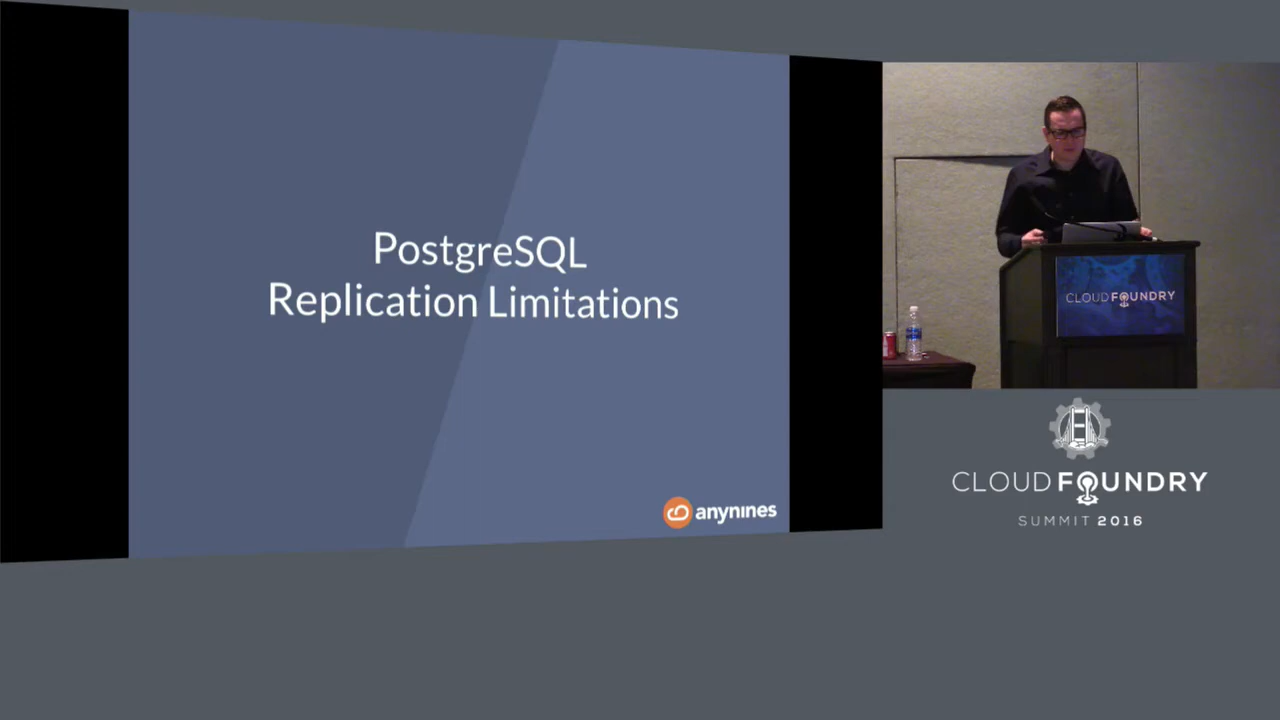 PostgreSQL
Replication Limitations
anynines
CLOUD FOUNDRY
CLOUD FOUNDRY
SUMMIT 2016